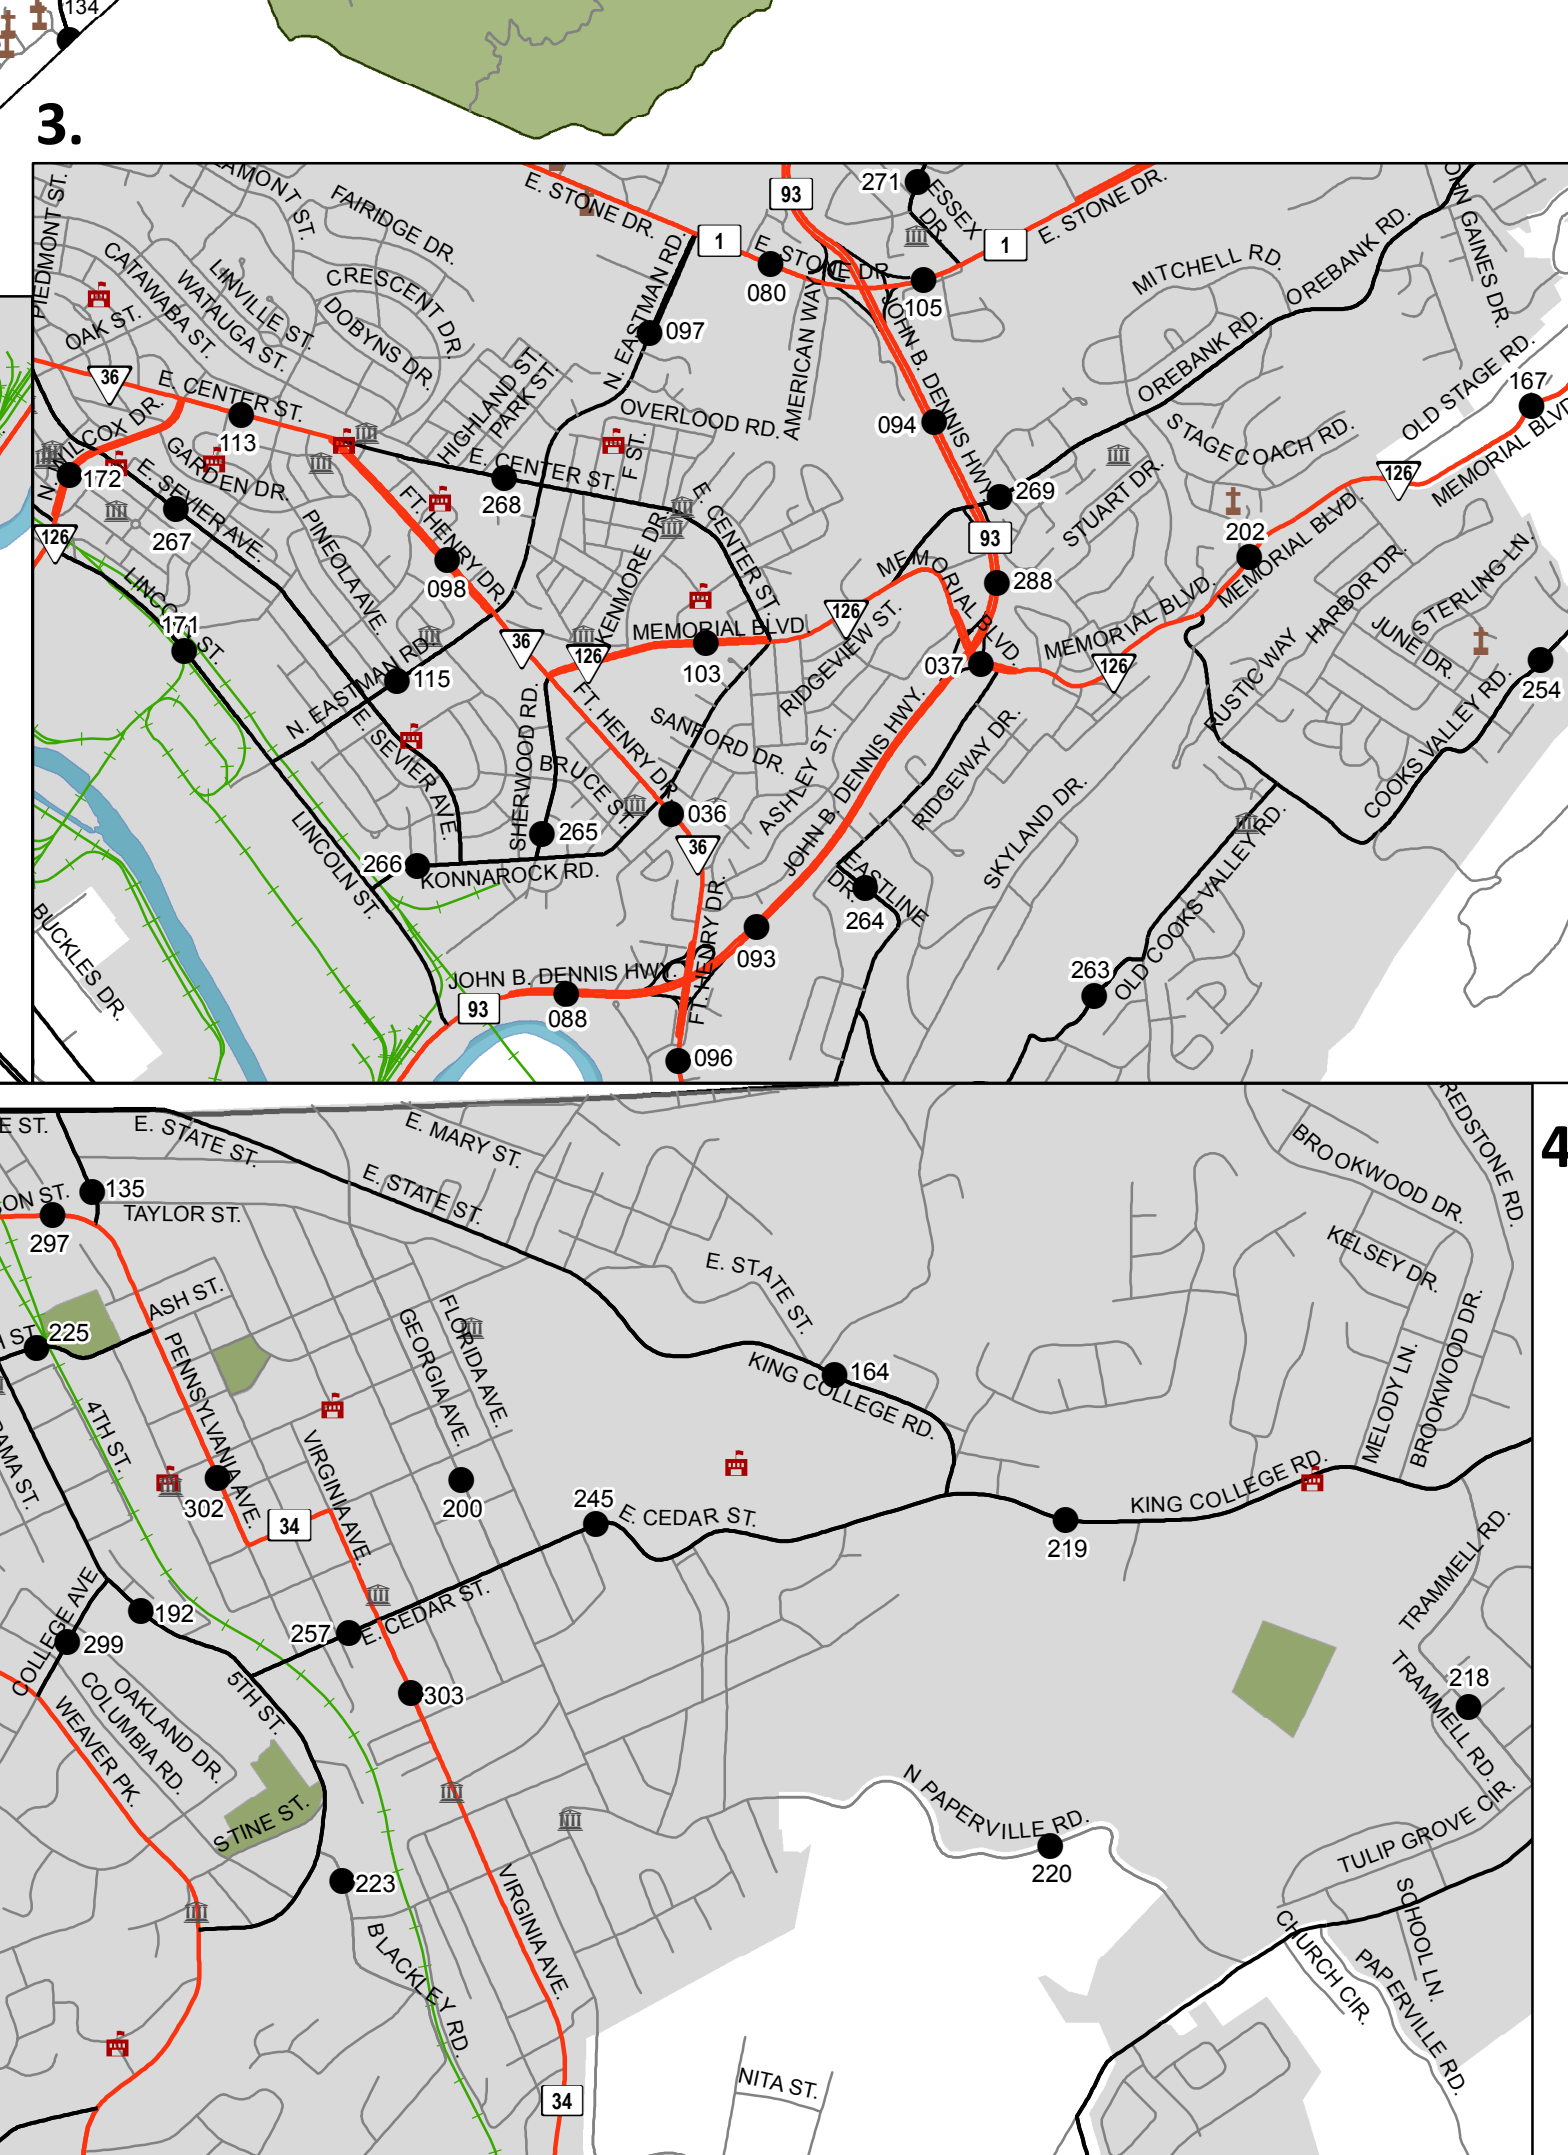 134
3.
PIEDMONT ST.
LAMONT ST.
FAIRIDGE DR.
E. STONE DR.
93
271
ESSEX DR.
1
E. STONE DR.
1
E. STONE DR.
JOHN GAINES DR.
CATAWABA ST.
WATAUGA ST.
LINVILLE ST.
CRESCENT DR.
DOBYNS DR.
OAK ST.
N. EASTMAN RD.
097
080
105
AMERICAN WAY
JOHN B. DENNIS HWY.
MITCHELL RD.
OREBANK RD.
OREBANK RD.
OLD STAGE RD.
167
36
E. CENTER ST.
113
HIGHLAND ST.
PARK ST.
OVERLOOD RD.
F ST.
094
STAGECOACH RD.
126
MEMORIAL BLVD.
N. WILCOX DR.
172
GARDEN DR.
E. SEVIER AVE.
267
E. CENTER ST.
268
E. CENTER ST.
269
93
STUART DR.
202
MEMORIAL BLVD.
126
PINEOLA AVE.
FT. HENRY DR.
098
KENMORE DR.
MEMORIAL BLVD.
288
MEMORIAL BLVD.
HARBOR DR.
STERLING LN.
JUNE DR.
LINCOLN ST.
171
36
126
MEMORIAL BLVD.
103
126
RIDGEVIEW ST.
037
126
RUSTIC WAY
254
N. EASTMAN RD.
115
E. SEVIER AVE.
SHERWOOD RD.
FT. HENRY DR.
SANFORD DR.
BRUCE ST.
ASHLEY ST.
JOHN B. DENNIS HWY.
RIDGEWAY DR.
SKYLAND DR.
COOKS VALLEY RD.
LINCOLN ST.
265
036
36
266
KONNAROCK RD.
EASTLINE DR.
264
OLD COOKS VALLEY RD.
BUCKLES DR.
093
263
JOHN B. DENNIS HWY.
93
088
FT. HENRY DR.
096
4
E ST.
E. STATE ST.
E. MARY ST.
REDSTONE RD.
BROOKWOOD DR.
135
SON ST.
297
TAYLOR ST.
E. STATE ST.
KELSEY DR.
E. STATE ST.
ASH ST.
225
H ST.
PENNSYLVANIA AVE.
GEORGIA AVE.
FLORIDA AVE.
164
KING COLLEGE RD.
MELODY LN.
BROOKWOOD DR.
4TH ST.
VIRGINIA AVE.
AMA ST.
302
34
200
245
E. CEDAR ST.
KING COLLEGE RD.
219
TRAMMELL RD.
COLLEGE AVE.
192
299
257
E. CEDAR ST.
303
OAKLAND DR.
COLUMBIA RD.
WEAVER PK.
5TH ST.
218
TRAMMELL RD.
STINE ST.
N PAPERVILLE RD.
220
TULIP GROVE CIR.
223
BLACKLEY RD.
VIRGINIA AVE.
CHURCH CIR.
SCHOOL LN.
PAPERVILLE RD.
NITA ST.
34